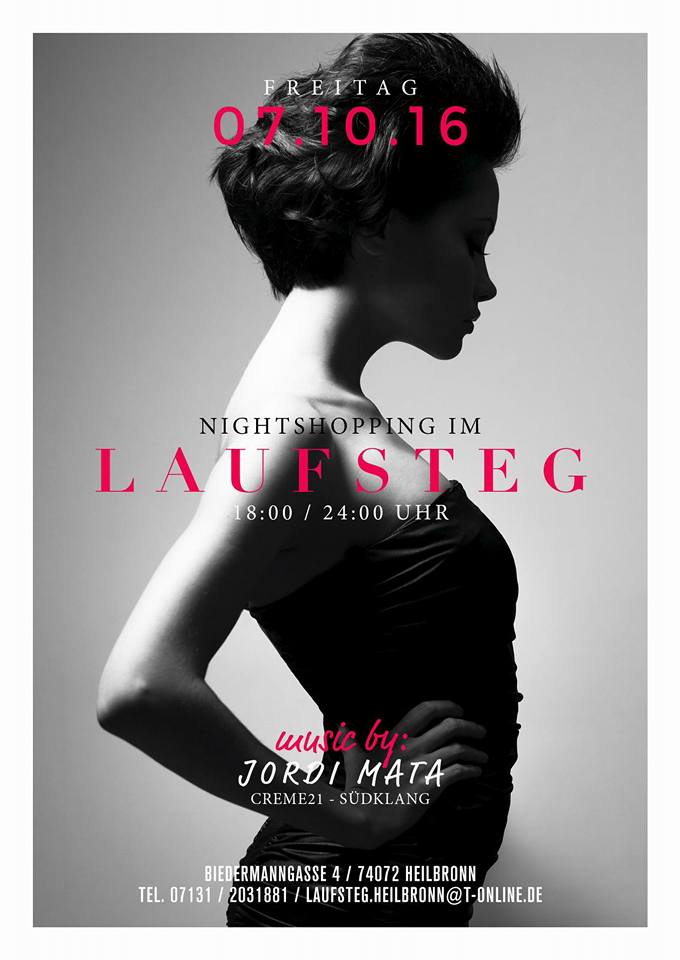 FREITAG
07.10.16
NIGHTSHOPPING IM
LAUFSTEG
18:00 / 24:00 UHR
music by:
JORDI MATA
CREME21 - SÜDKLANG
BIEDERMANNGASSE 4 / 74072 HEILBRONN
TEL. 07131 / 2031881 / LAUFSTEG.HEILBRONN@T-ONLINE.DE